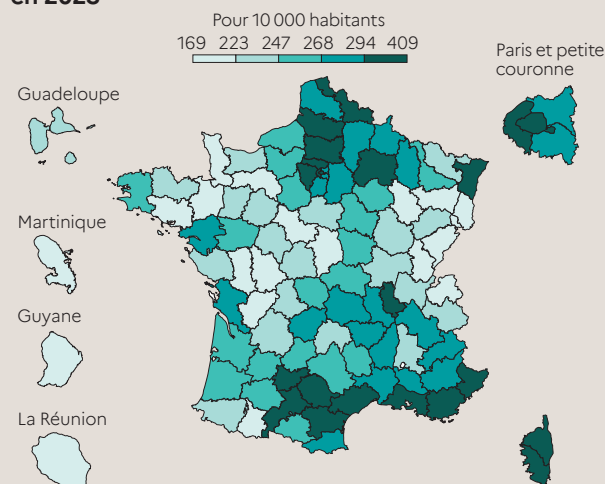 en 2023
Pour 10 000 habitants
169 223 247 268 294 409
Paris et petite
couronne
Guadeloupe
Martinique
Guyane
La Réunion